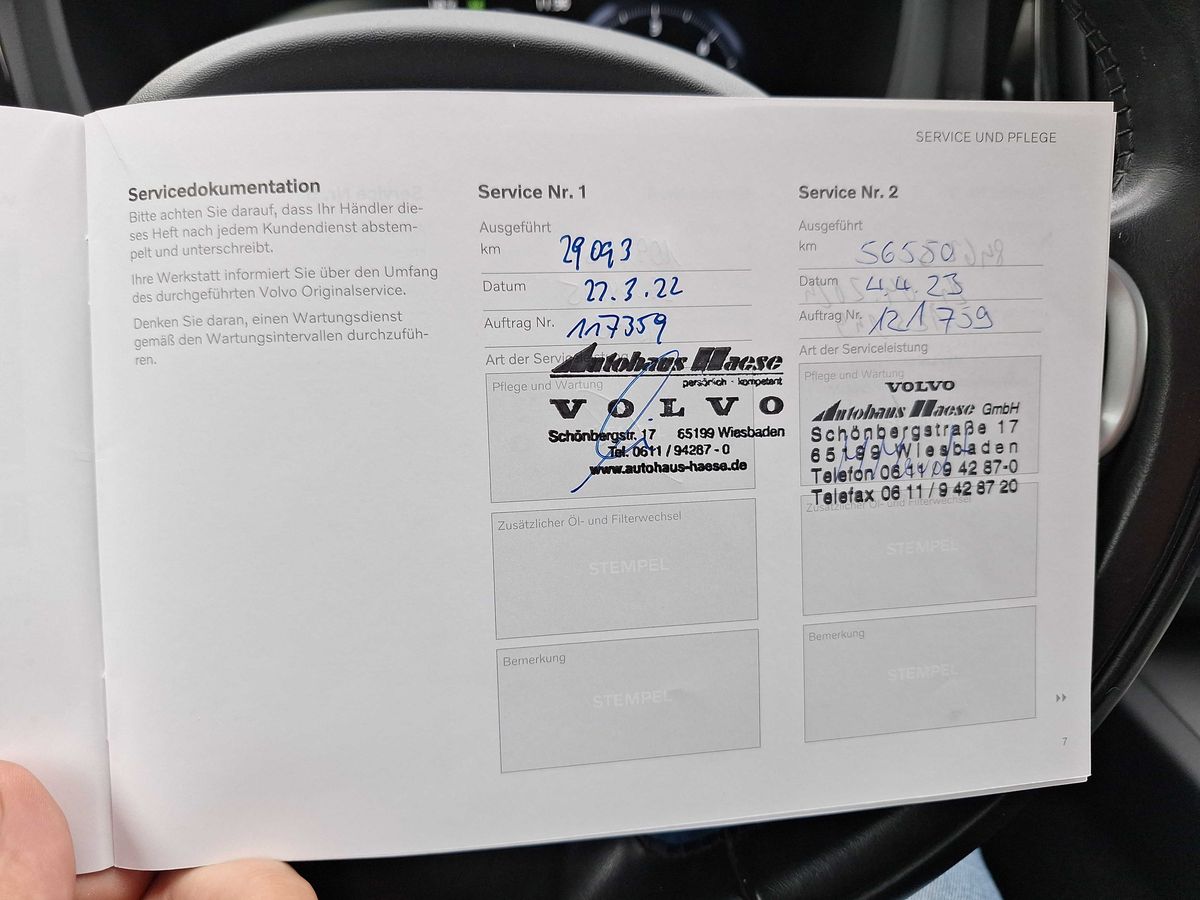 SERVICE UND PFLEGE
Servicedokumentation
Bitte achten Sie darauf, dass Ihr Händler die-
ses Heft nach jedem Kundendienst abstem-
pelt und unterschreibt.
Ihre Werkstatt informiert Sie über den Umfang
des durchgeführten Volvo Originalservice.
Denken Sie daran, einen Wartungsdienst
gemäß den Wartungsintervallen durchzufüh-
ren.
Service Nr. 1
Ausgeführt
km 29093
Datum 22.3.22
Auftrag Nr. 117359
Art der Serviceleistung
Pflege und Wartung
Autohaus Haese
persönlich · kompetent
VOLVO
Schönbergstr. 17 65199 Wiesbaden
Tel. 0611 / 94287 - 0
www.autohaus-haese.de
Zusätzlicher Öl- und Filterwechsel
STEMPEL
Bemerkung
STEMPEL
Service Nr. 2
Ausgeführt
km 56550
Datum 4.4.23
Auftrag Nr. 121759
Art der Serviceleistung
Pflege und Wartung
VOLVO
Autohaus Haese GmbH
Schönbergstraße 17
65199 Wiesbaden
Telefon 06 11 / 9 42 87-0
Telefax 06 11 / 9 42 87 20
Zusätzlicher Öl- und Filterwechsel
STEMPEL
Bemerkung
STEMPEL
7